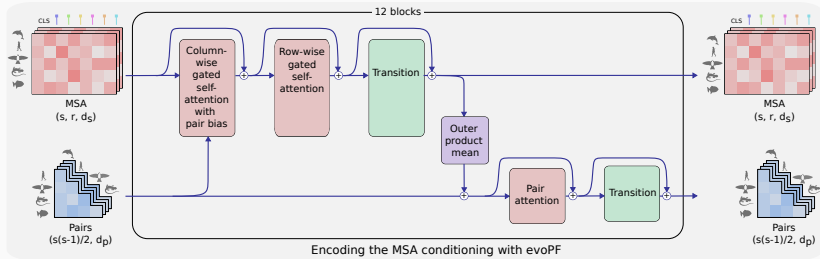 12 blocks
CLS
MSA
(s, r, ds)
Pairs
(s(s-1)/2, dp)
Column-
wise
gated
self-
attention
with
pair bias
Row-wise
gated
self-
attention
Transition
Outer
product
mean
Pair
attention
Transition
CLS
MSA
(s, r, ds)
Pairs
(s(s-1)/2, dp)
Encoding the MSA conditioning with evoPF